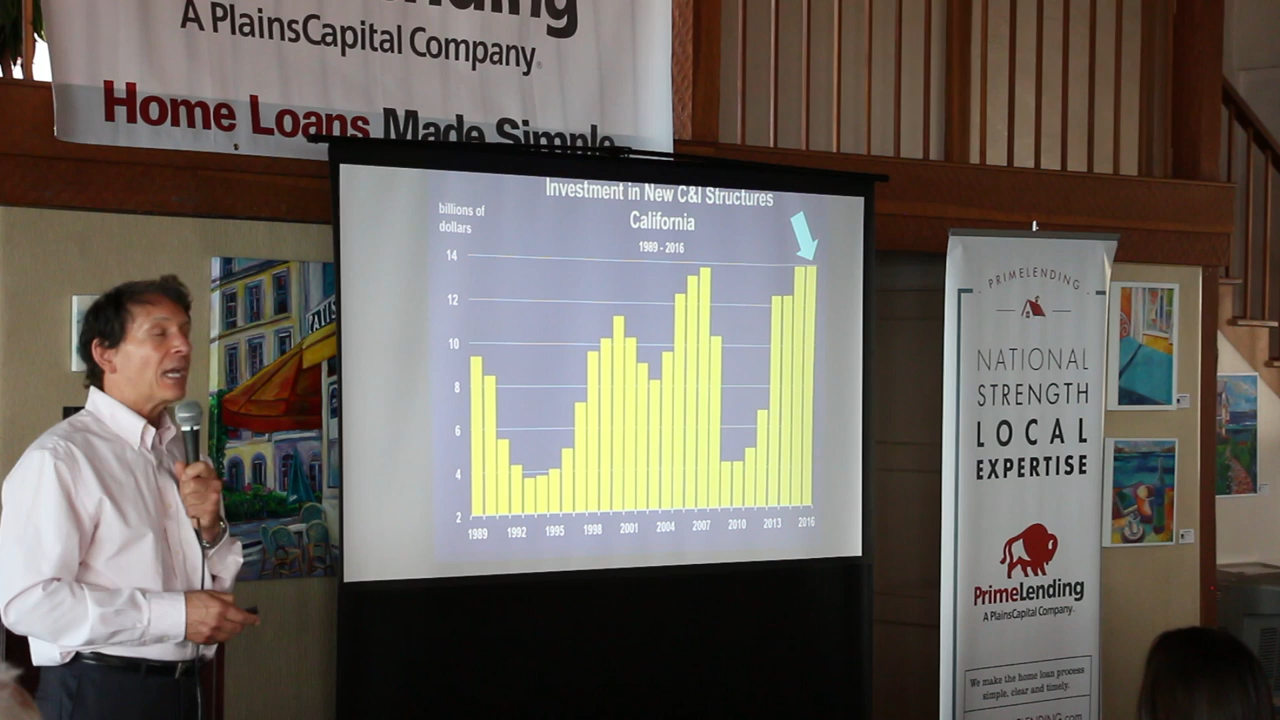 A PlainsCapital Company®
Home Loans Made Simple
Investment in New C&I Structures
California
1989 - 2016
billions of
dollars
14
12
10
8
6
4
2
1989 1992 1995 1998 2001 2004 2007 2010 2013 2016
PRIMELENDING
NATIONAL
STRENGTH
LOCAL
EXPERTISE
PrimeLending
A PlainsCapital Company
We make the home loan process
simple, clear and timely.